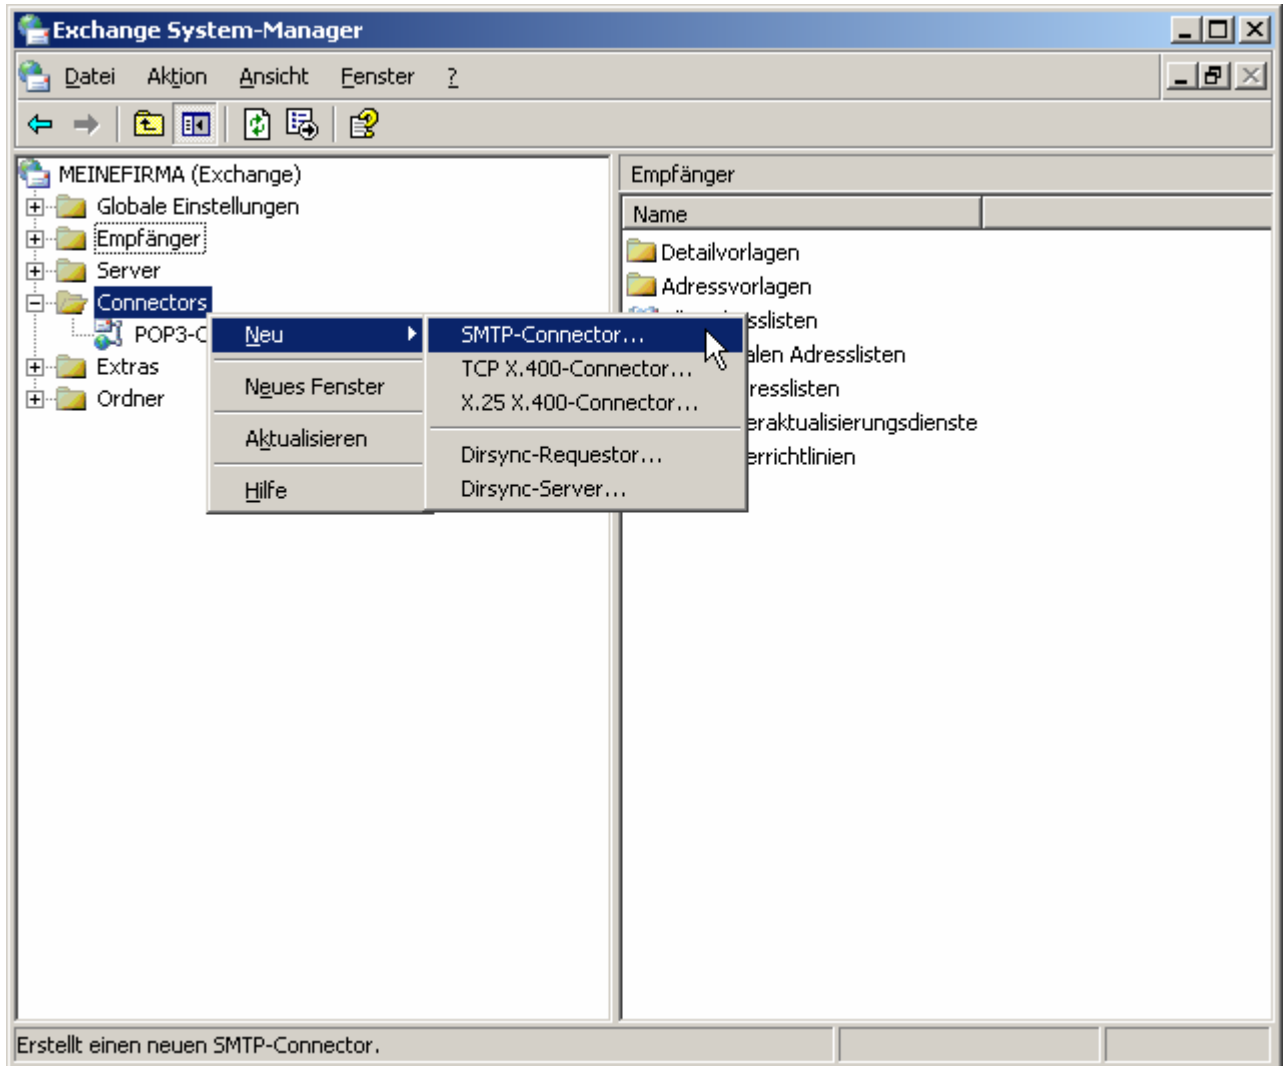 Exchange System-Manager
Datei Aktion Ansicht Fenster ?
MEINEFIRMA (Exchange)
Globale Einstellungen
Empfänger
Server
Connectors
POP3-C
Extras
Ordner
Neu
Neues Fenster
Aktualisieren
Hilfe
SMTP-Connector...
TCP X.400-Connector...
X.25 X.400-Connector...
Dirsync-Requestor...
Dirsync-Server...
Empfänger
Name
Detailvorlagen
Adressvorlagen
sslisten
alen Adresslisten
resslisten
eraktualisierungsdienste
errichtlinien
Erstellt einen neuen SMTP-Connector.